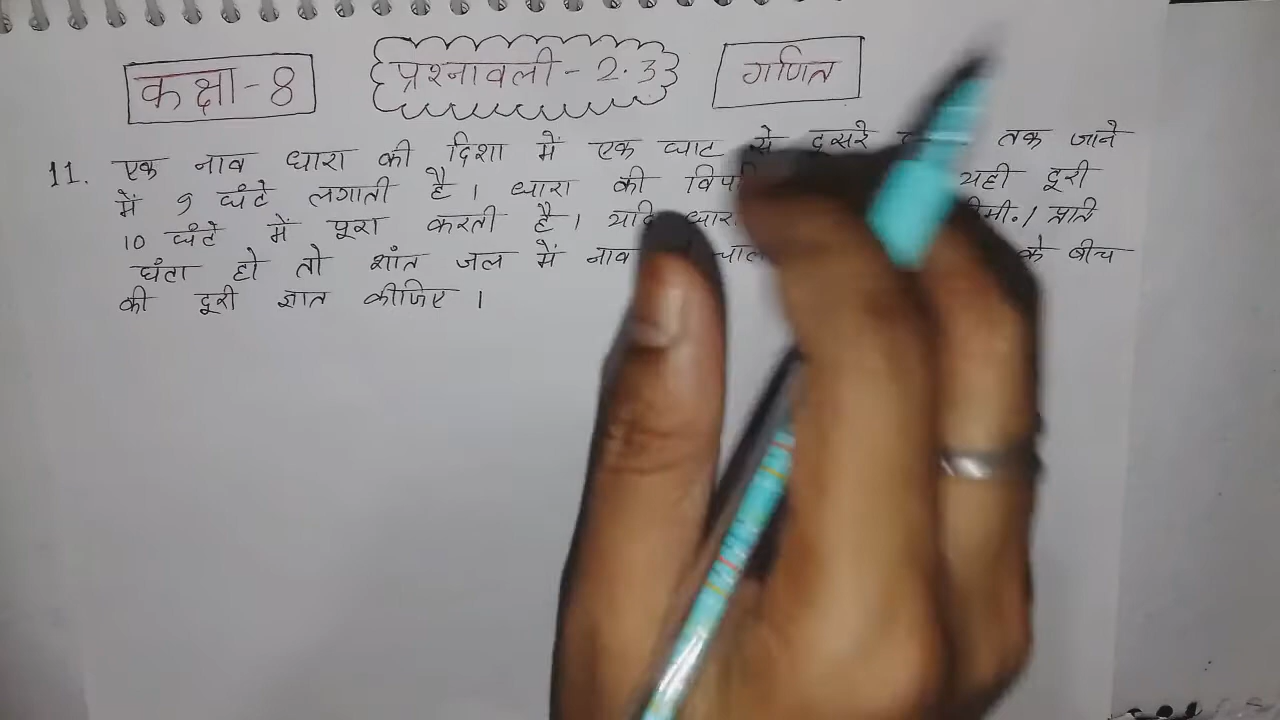 कक्षा-8
प्रश्नावली - 2.3
गणित
11. एक नाव धारा की दिशा में एक घाट से दूसरे तक जाने
में 9 घंटे लगाती है। धारा की यही दूरी
10 घंटे में पूरा करती है। यदि प्रति
घंटा हो तो शांत जल में नाव के बीच
की दूरी ज्ञात कीजिए।